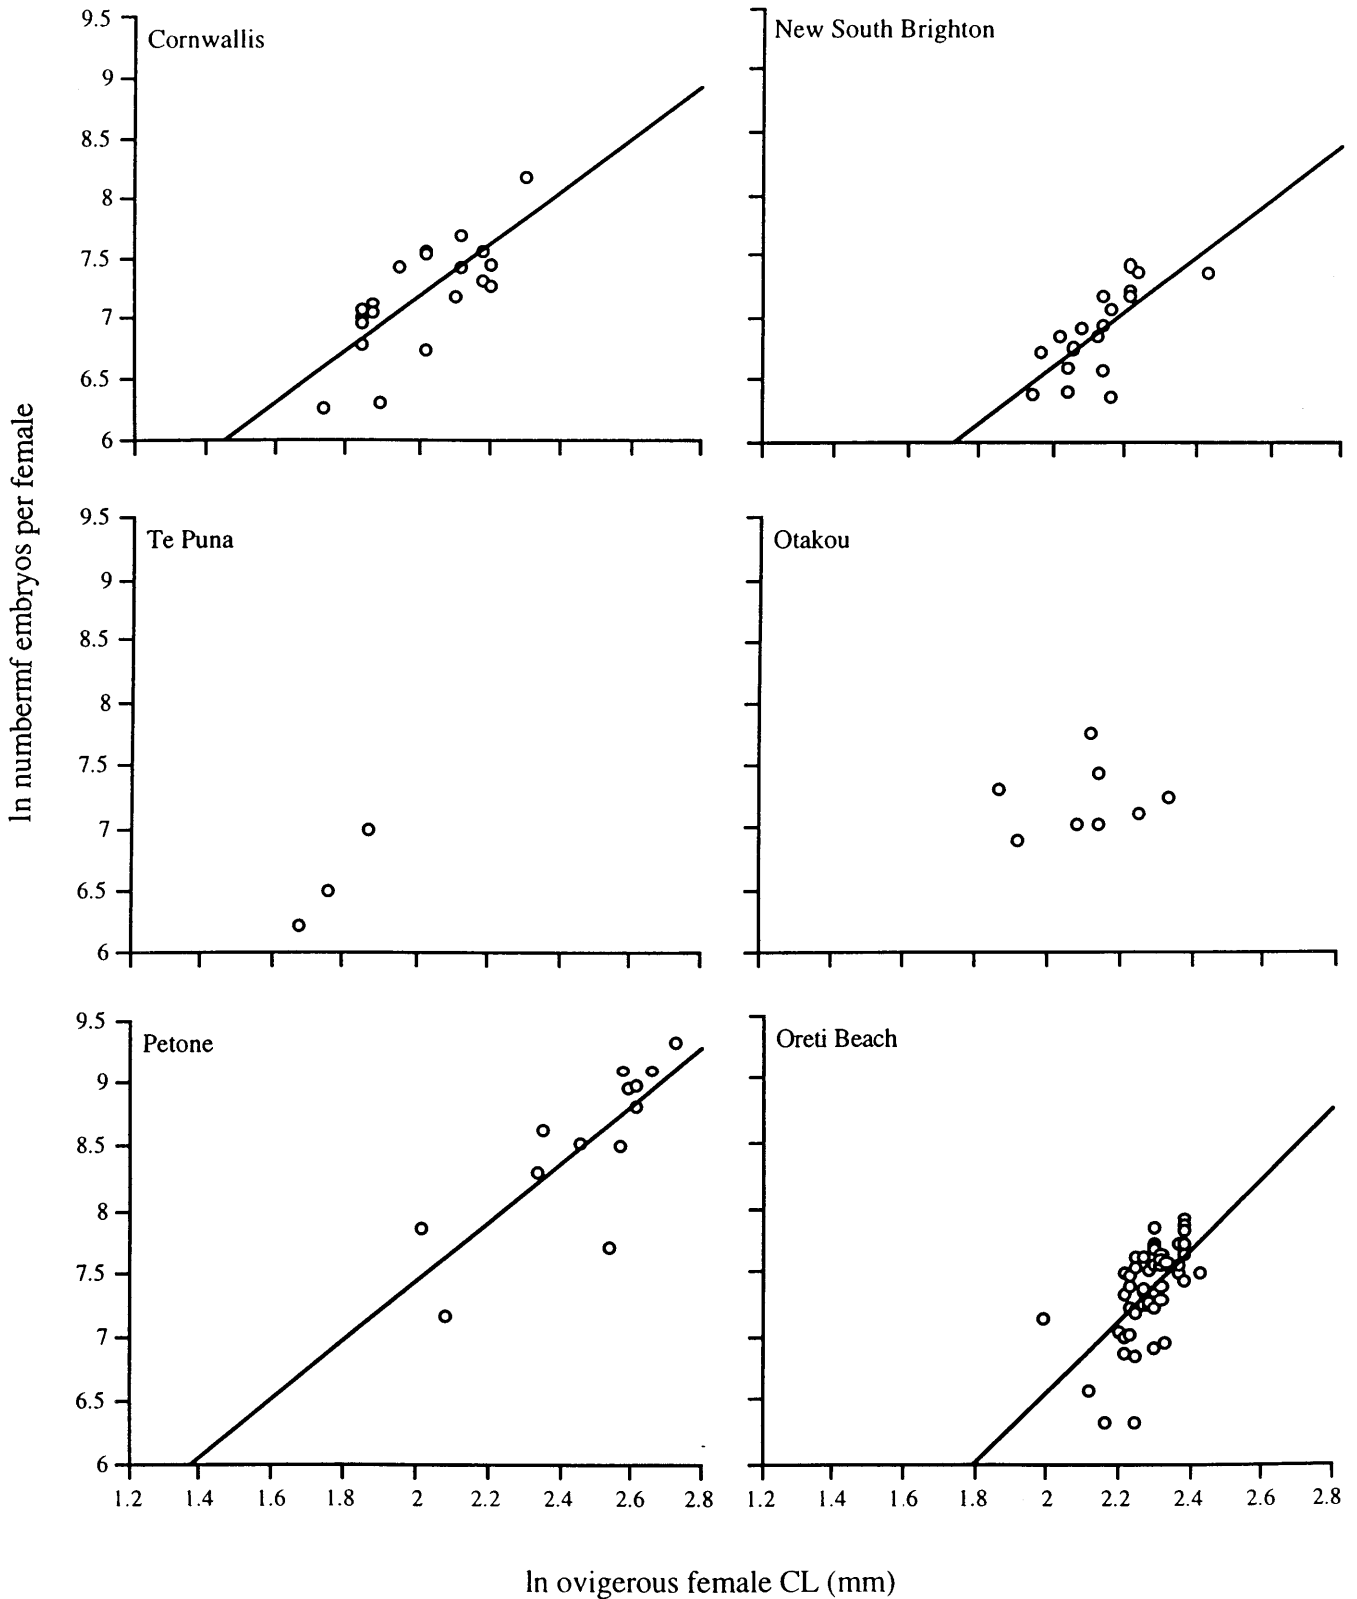 Cornwallis
9.5
9
8.5
8
7.5
7
6.5
6
New South Brighton
Te Puna
9.5
9
8.5
8
7.5
7
6.5
6
Otakou
Petone
9.5
9
8.5
8
7.5
7
6.5
6
1.2 1.4 1.6 1.8 2 2.2 2.4 2.6 2.8
Oreti Beach
1.2 1.4 1.6 1.8 2 2.2 2.4 2.6 2.8
ln numbermf embryos per female
ln ovigerous female CL (mm)